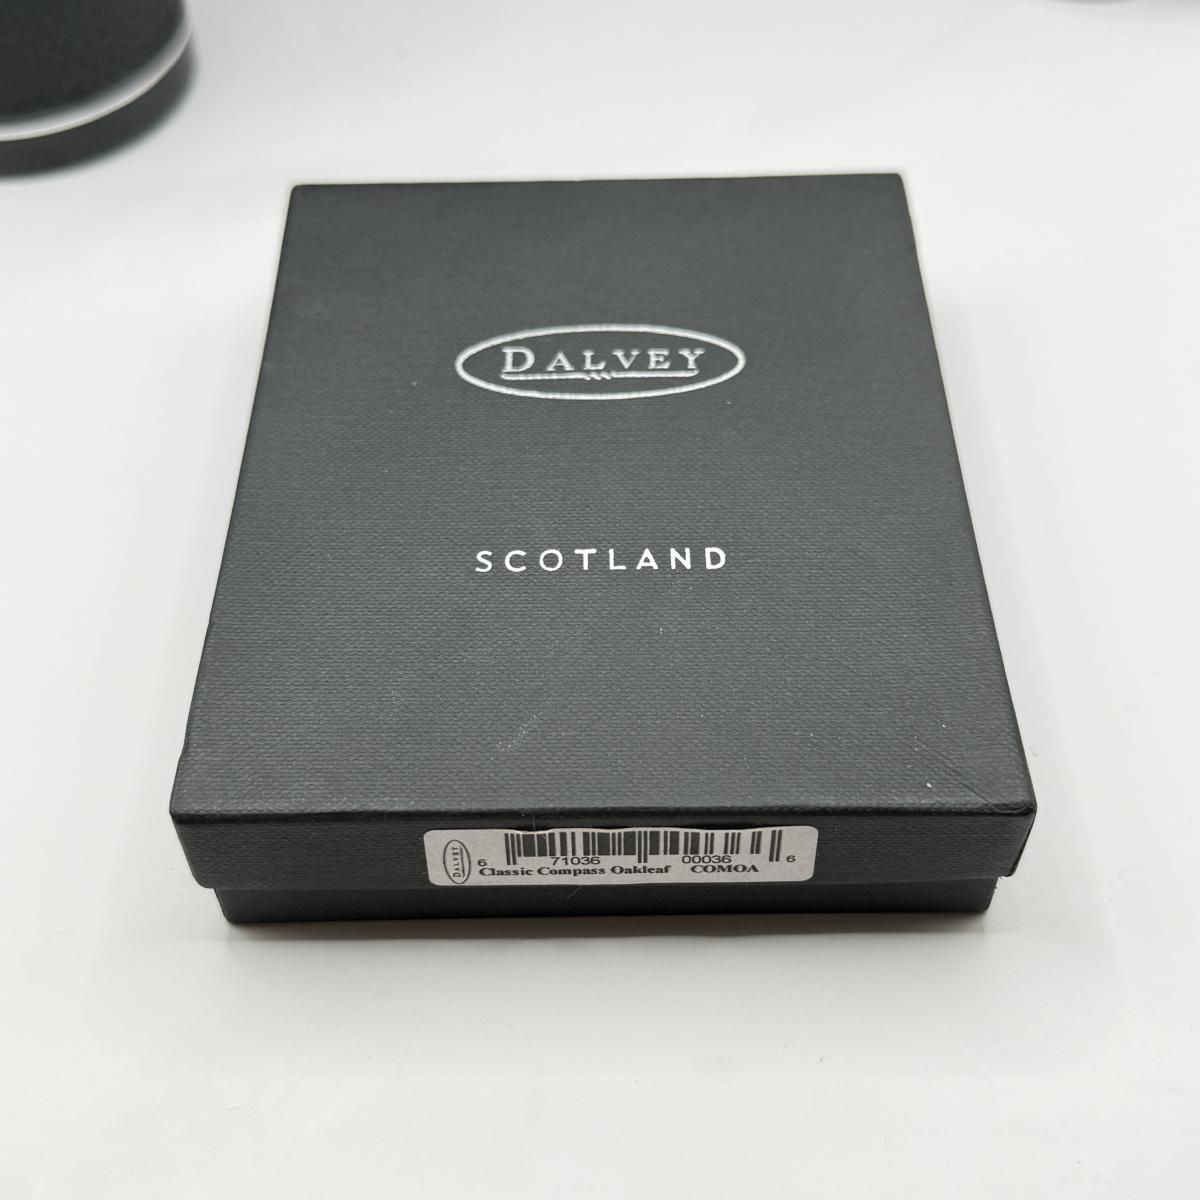 DALVEY
SCOTLAND
DALVEY
6 71036 00036 6
Classic Compass Oakleaf COMOA